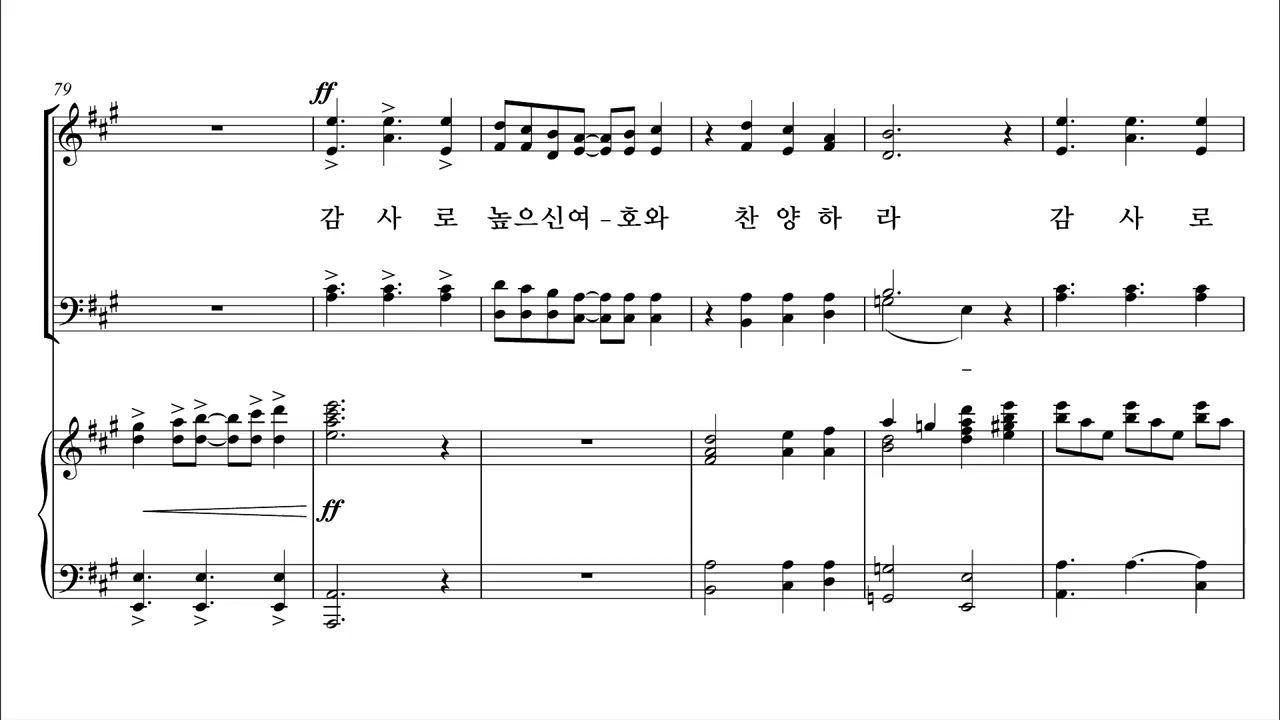 79
ff
감 사 로 높으신여 - 호와 찬 양 하 라 감 사 로
-
ff